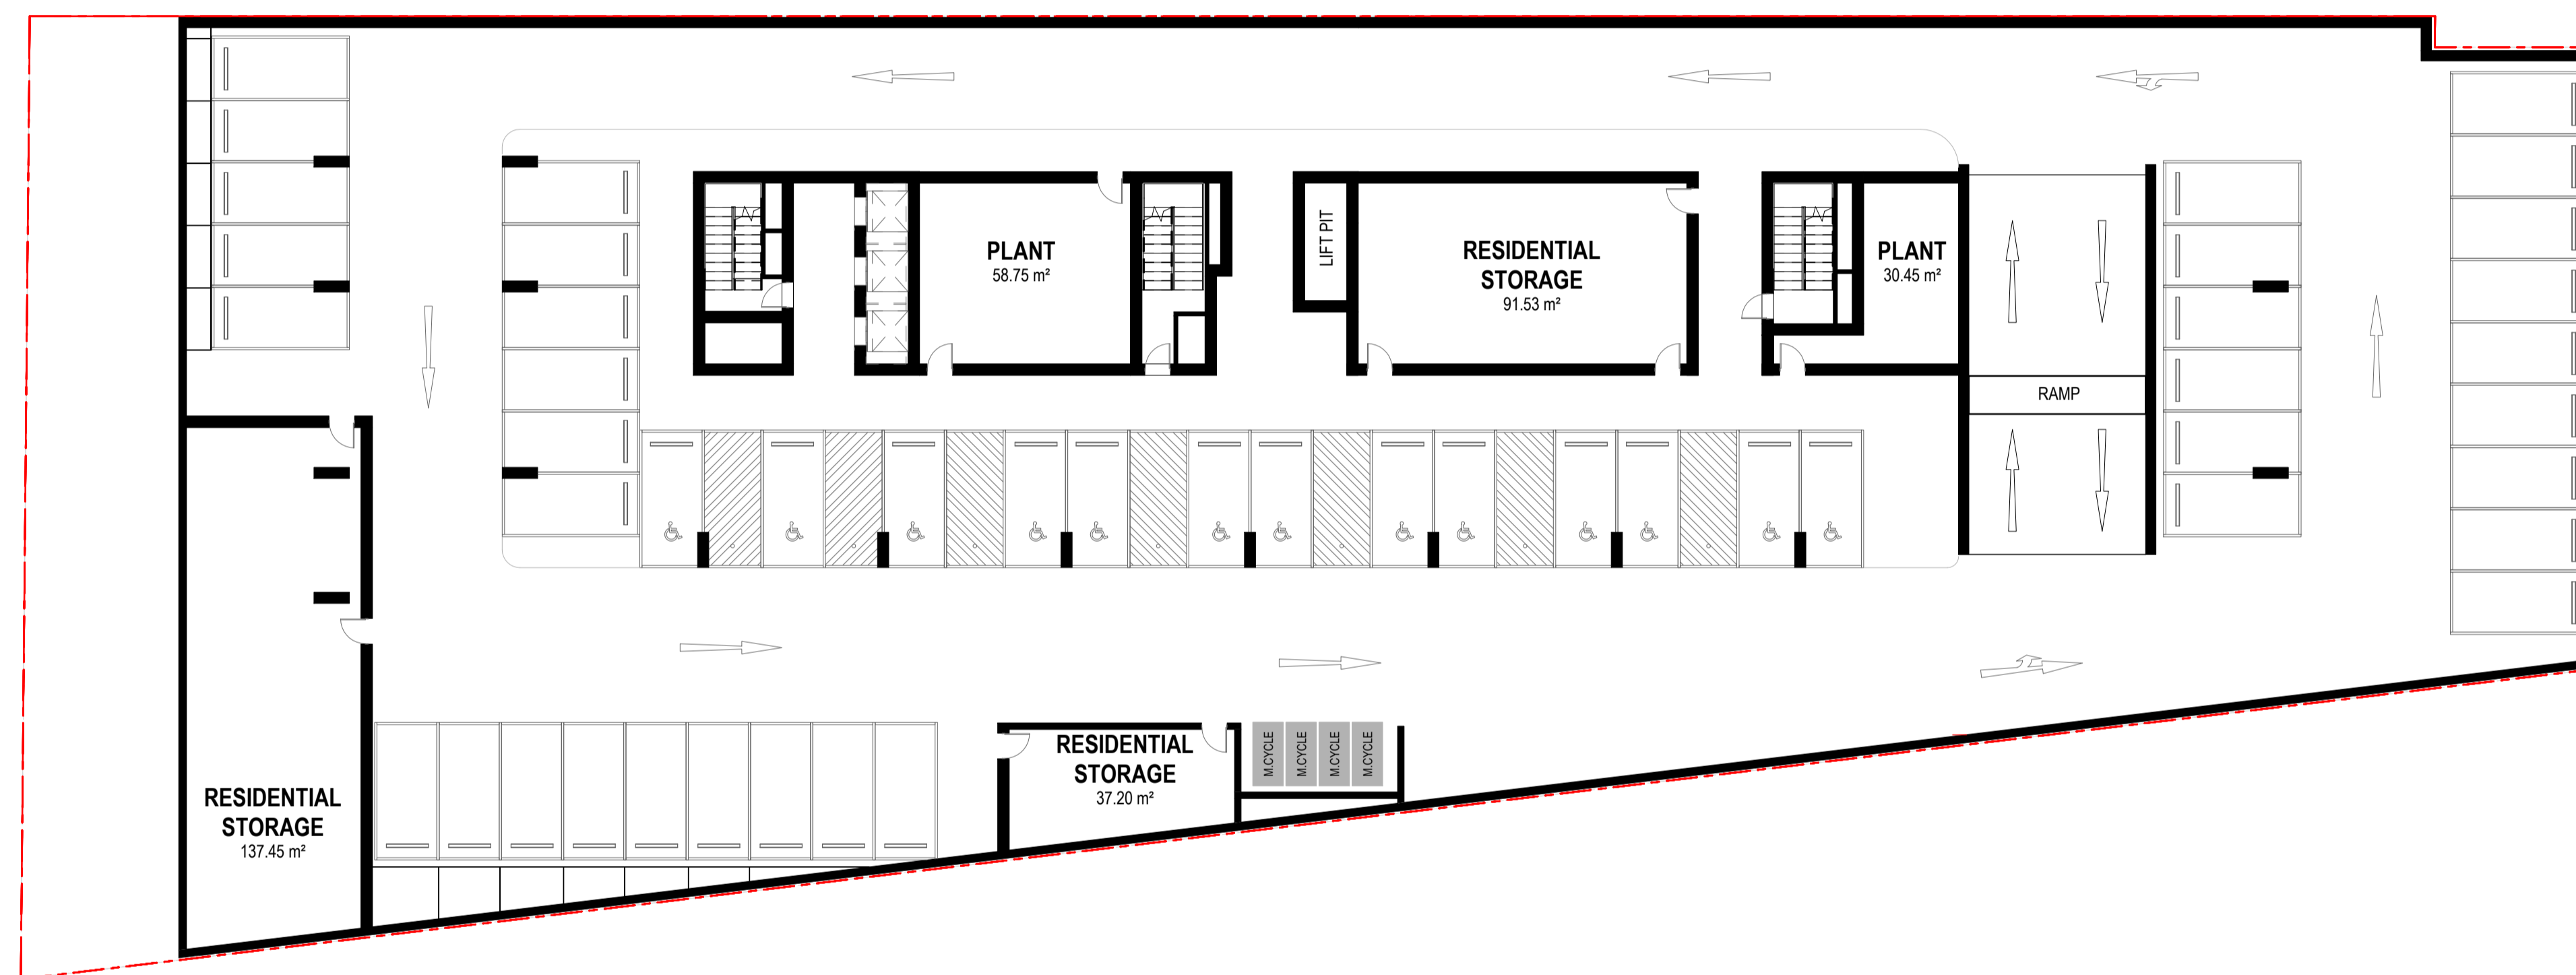 PLANT
58.75 m²
LIFT PIT
RESIDENTIAL
STORAGE
91.53 m²
PLANT
30.45 m²
RAMP
RESIDENTIAL
STORAGE
137.45 m²
RESIDENTIAL
STORAGE
37.20 m²
M.CYCLE
M.CYCLE
M.CYCLE
M.CYCLE